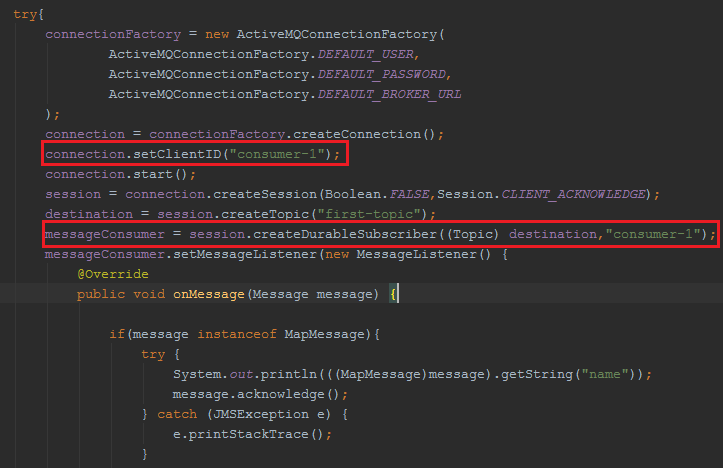 try{
connectionFactory = new ActiveMQConnectionFactory(
ActiveMQConnectionFactory.DEFAULT_USER,
ActiveMQConnectionFactory.DEFAULT_PASSWORD,
ActiveMQConnectionFactory.DEFAULT_BROKER_URL
);
connection = connectionFactory.createConnection();
connection.setClientID("consumer-1");
connection.start();
session = connection.createSession(Boolean.FALSE,Session.CLIENT_ACKNOWLEDGE);
destination = session.createTopic("first-topic");
messageConsumer = session.createDurableSubscriber((Topic) destination,"consumer-1");
messageConsumer.setMessageListener(new MessageListener() {
@Override
public void onMessage(Message message) {
if(message instanceof MapMessage){
try {
System.out.println(((MapMessage)message).getString("name"));
message.acknowledge();
} catch (JMSException e) {
e.printStackTrace();
}